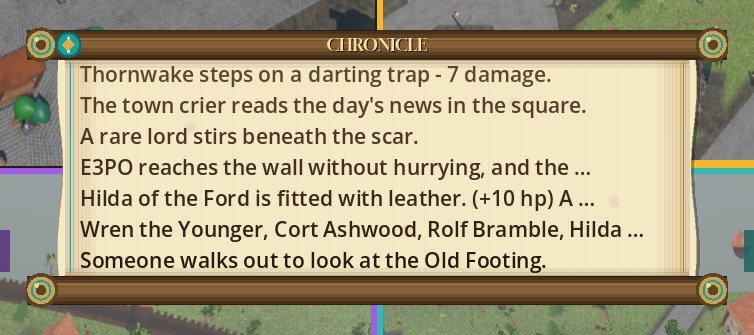 CHRONICLE
Thornwake steps on a darting trap - 7 damage.
The town crier reads the day's news in the square.
A rare lord stirs beneath the scar.
E3PO reaches the wall without hurrying, and the ...
Hilda of the Ford is fitted with leather. (+10 hp) A ...
Wren the Younger, Cort Ashwood, Rolf Bramble, Hilda ...
Someone walks out to look at the Old Footing.